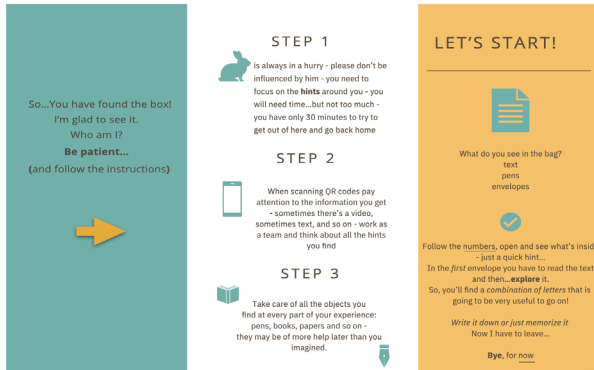 So...You have found the box!
I'm glad to see it.
Who am I?
Be patient...
(and follow the instructions)
STEP 1
is always in a hurry - please don't be
influenced by him - you need to
focus on the hints around you - you
will need time...but not too much -
you have only 30 minutes to try to
get out of here and go back home
STEP 2
When scanning QR codes pay
attention to the information you get
- sometimes there's a video,
sometimes text, and so on - work as
a team and think about all the hints
you find
STEP 3
Take care of all the objects you
find at every part of your experience:
pens, books, papers and so on -
they may be of more help later than you
imagined.
LET'S START!
What do you see in the bag?
text
pens
envelopes
Follow the numbers, open and see what's insid
- just a quick hint...
In the first envelope you have to read the text
and then...explore it.
So, you'll find a combination of letters that is
going to be very useful to go on!
Write it down or just memorize it
Now I have to leave...
Bye, for now